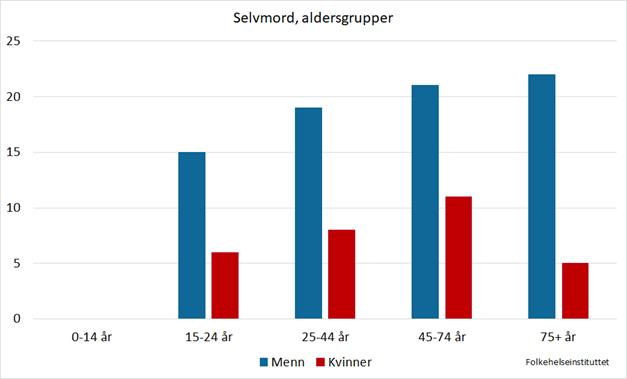 Selvmord, aldersgrupper
25
20
15
10
5
0
0-14 år 15-24 år 25-44 år 45-74 år 75+ år
Menn Kvinner
Folkehelseinstituttet